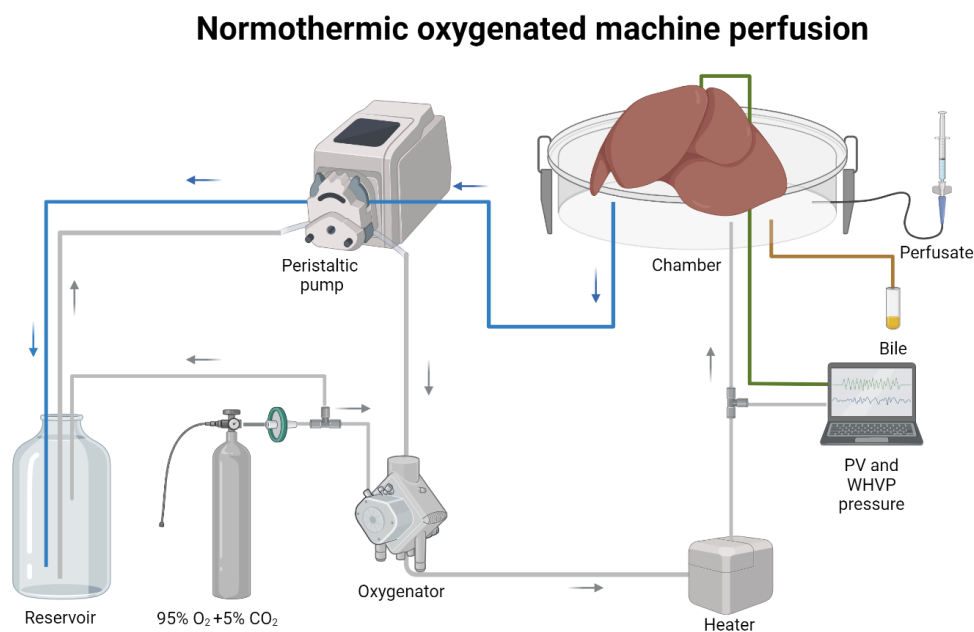 Normothermic oxygenated machine perfusion
Peristaltic
pump
Chamber
Perfusate
Bile
PV and
WHVP
pressure
Reservoir
95% O₂+5% CO₂
Oxygenator
Heater